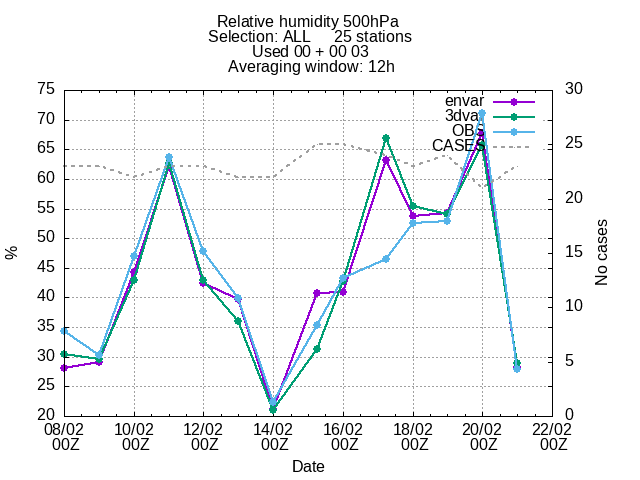 Relative humidity 500hPa
Selection: ALL 25 stations
Used 00 + 00 03
Averaging window: 12h
envar
3dvar
OBS
CASES
75
70
65
60
55
50
45
40
35
30
25
20
%
30
25
20
15
10
5
0
No cases
08/02 10/02 12/02 14/02 16/02 18/02 20/02 22/02
00Z 00Z 00Z 00Z 00Z 00Z 00Z 00Z
Date